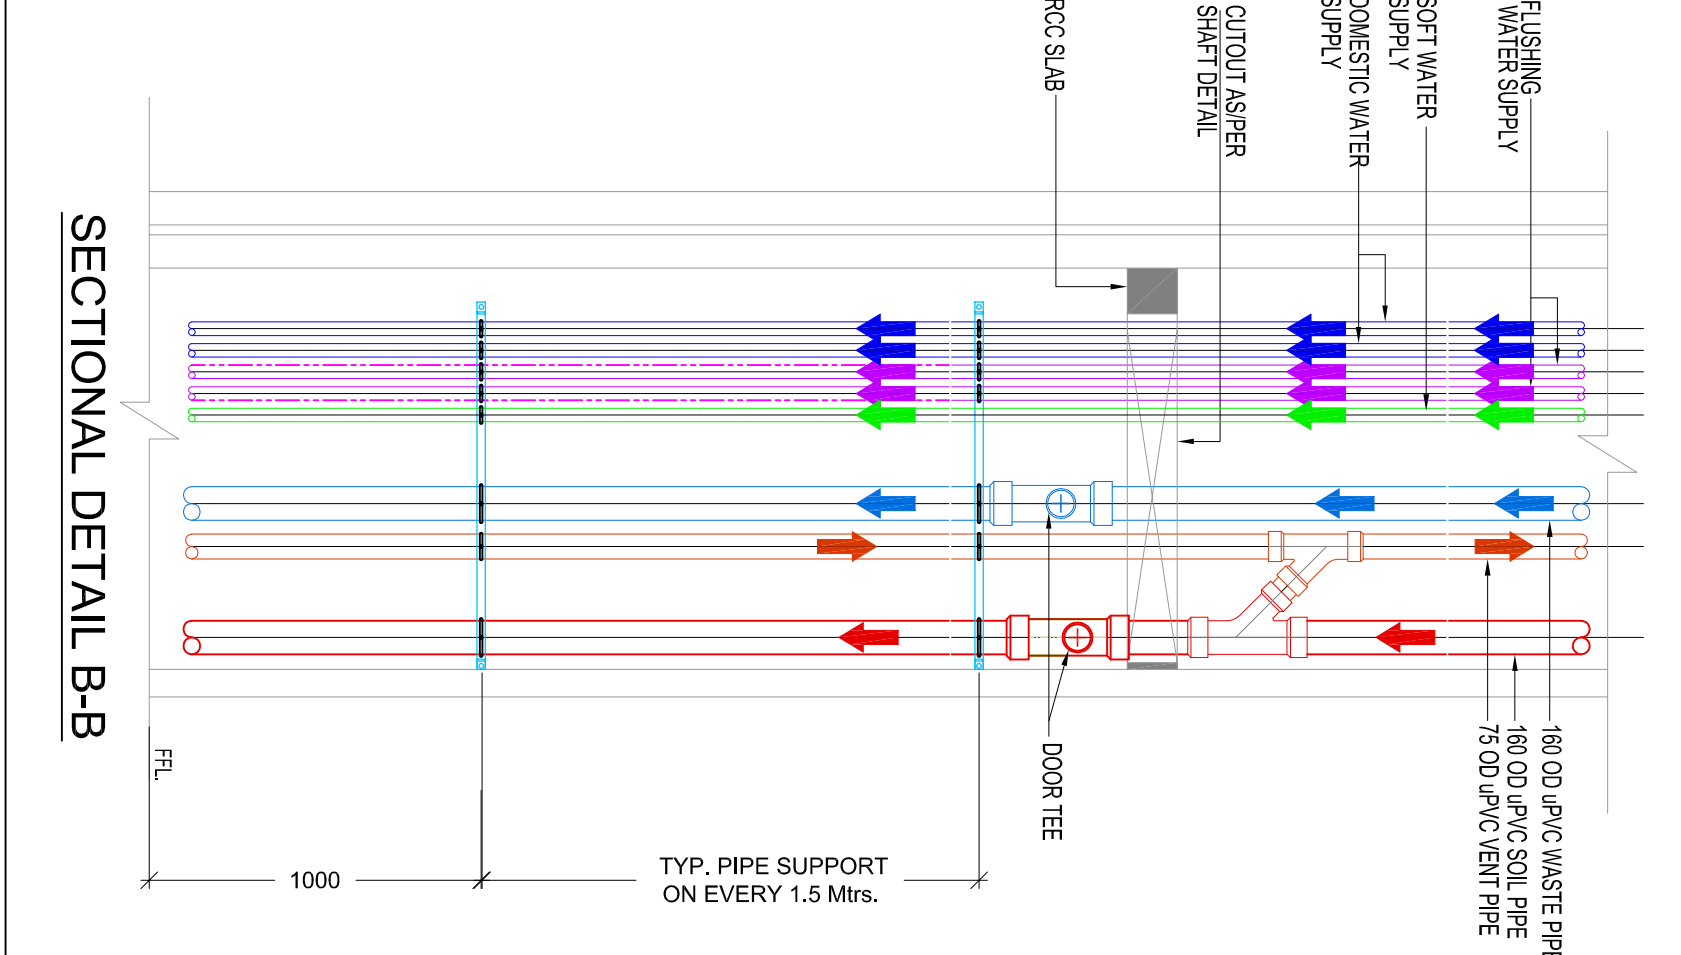 FLUSHING
WATER SUPPLY
SOFT WATER
SUPPLY
DOMESTIC WATER
SUPPLY
CUTOUT AS/PER
SHAFT DETAIL
RCC SLAB
160 OD uPVC WASTE PIPE
160 OD uPVC SOIL PIPE
75 OD uPVC VENT PIPE
DOOR TEE
FFL.
1000
TYP. PIPE SUPPORT
ON EVERY 1.5 Mtrs.
SECTIONAL DETAIL B-B